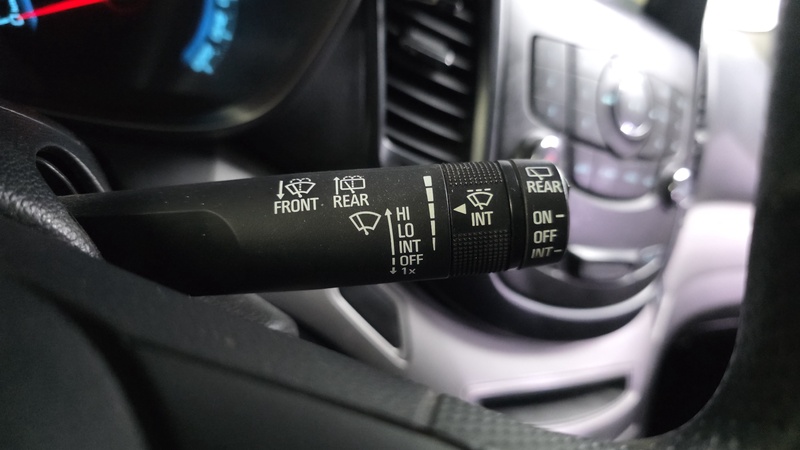 FRONT
REAR
HI
LO
INT
OFF
1x
INT
REAR
ON
OFF
INT